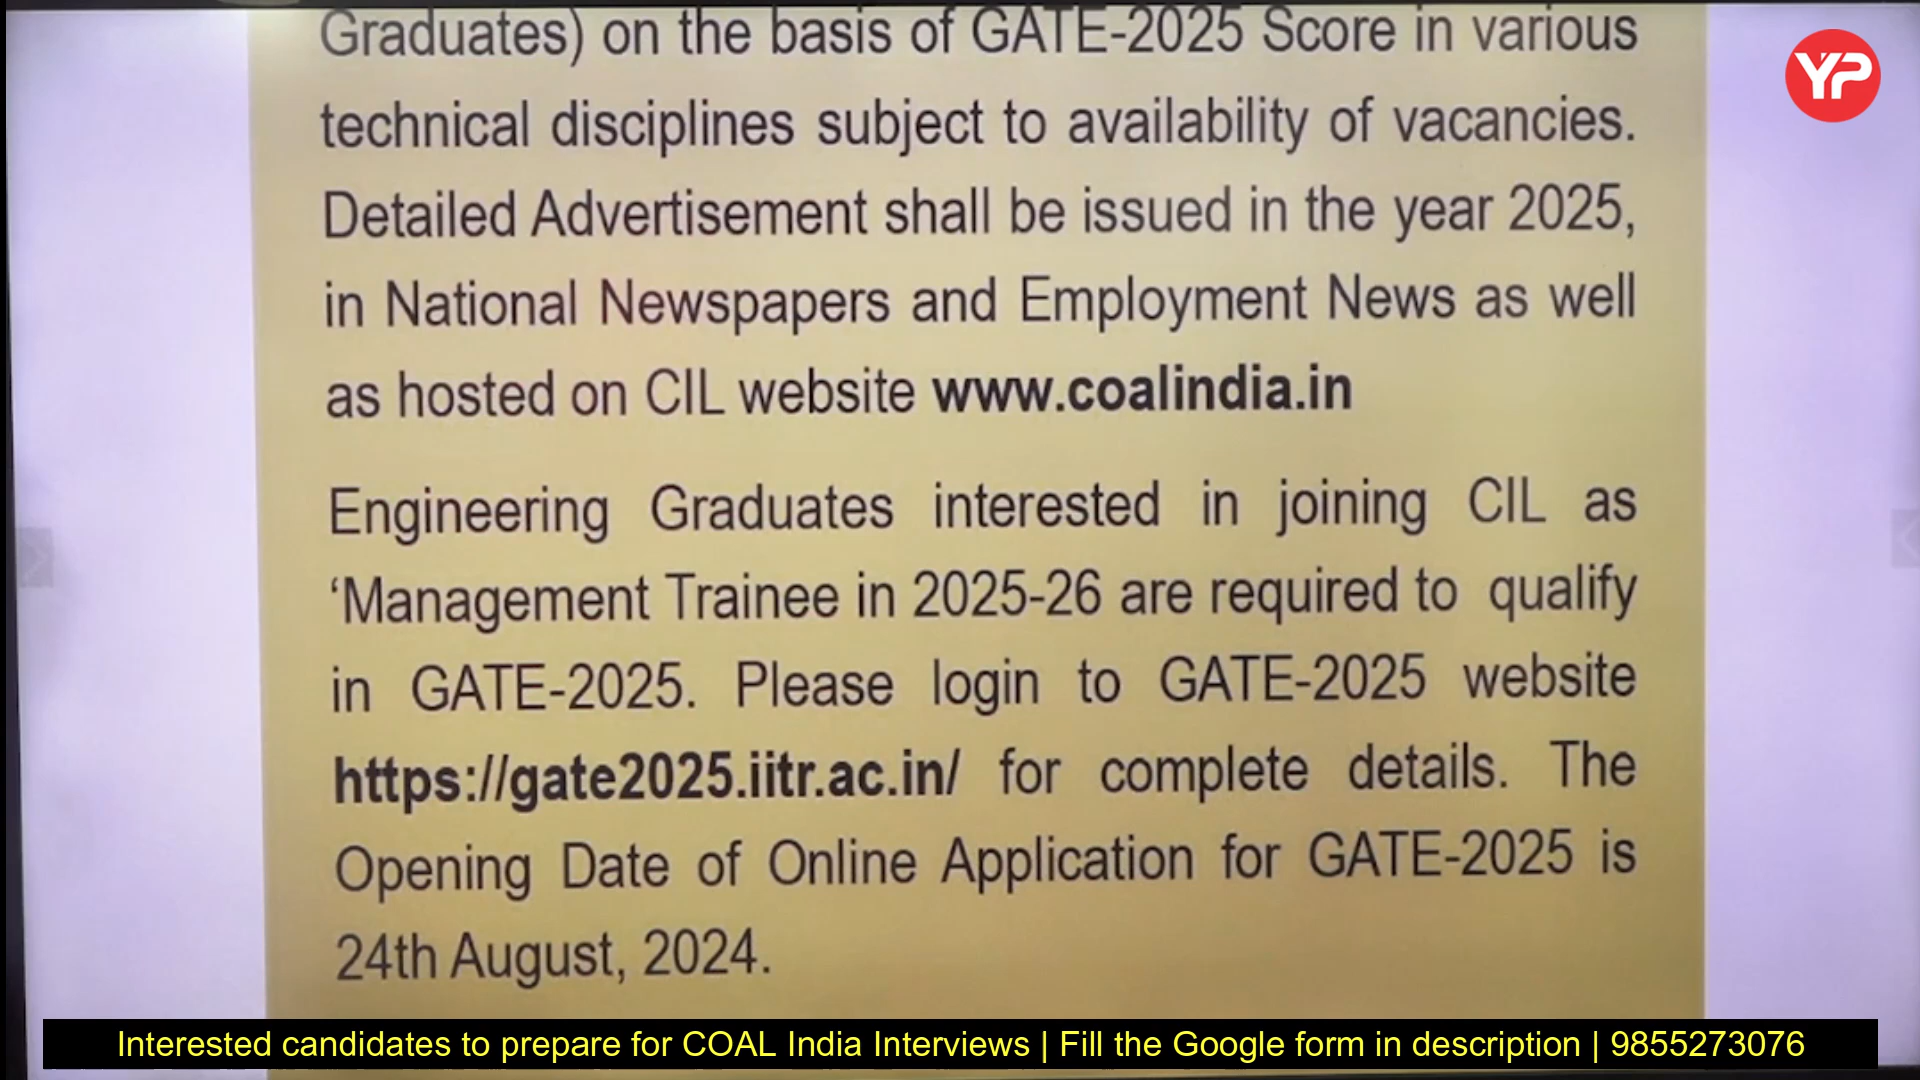 Graduates) on the basis of GATE-2025 Score in various
technical disciplines subject to availability of vacancies.
Detailed Advertisement shall be issued in the year 2025,
in National Newspapers and Employment News as well
as hosted on CIL website www.coalindia.in
Engineering Graduates interested in joining CIL as
‘Management Trainee in 2025-26 are required to qualify
in GATE-2025. Please login to GATE-2025 website
https://gate2025.iitr.ac.in/ for complete details. The
Opening Date of Online Application for GATE-2025 is
24th August, 2024.
YP
Interested candidates to prepare for COAL India Interviews | Fill the Google form in description | 9855273076